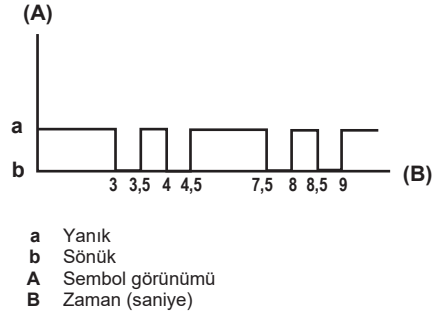 (A)
a
b
(B)
3 3,5 4 4,5 7,5 8 8,5 9
a Yanık
b Sönük
A Sembol görünümü
B Zaman (saniye)